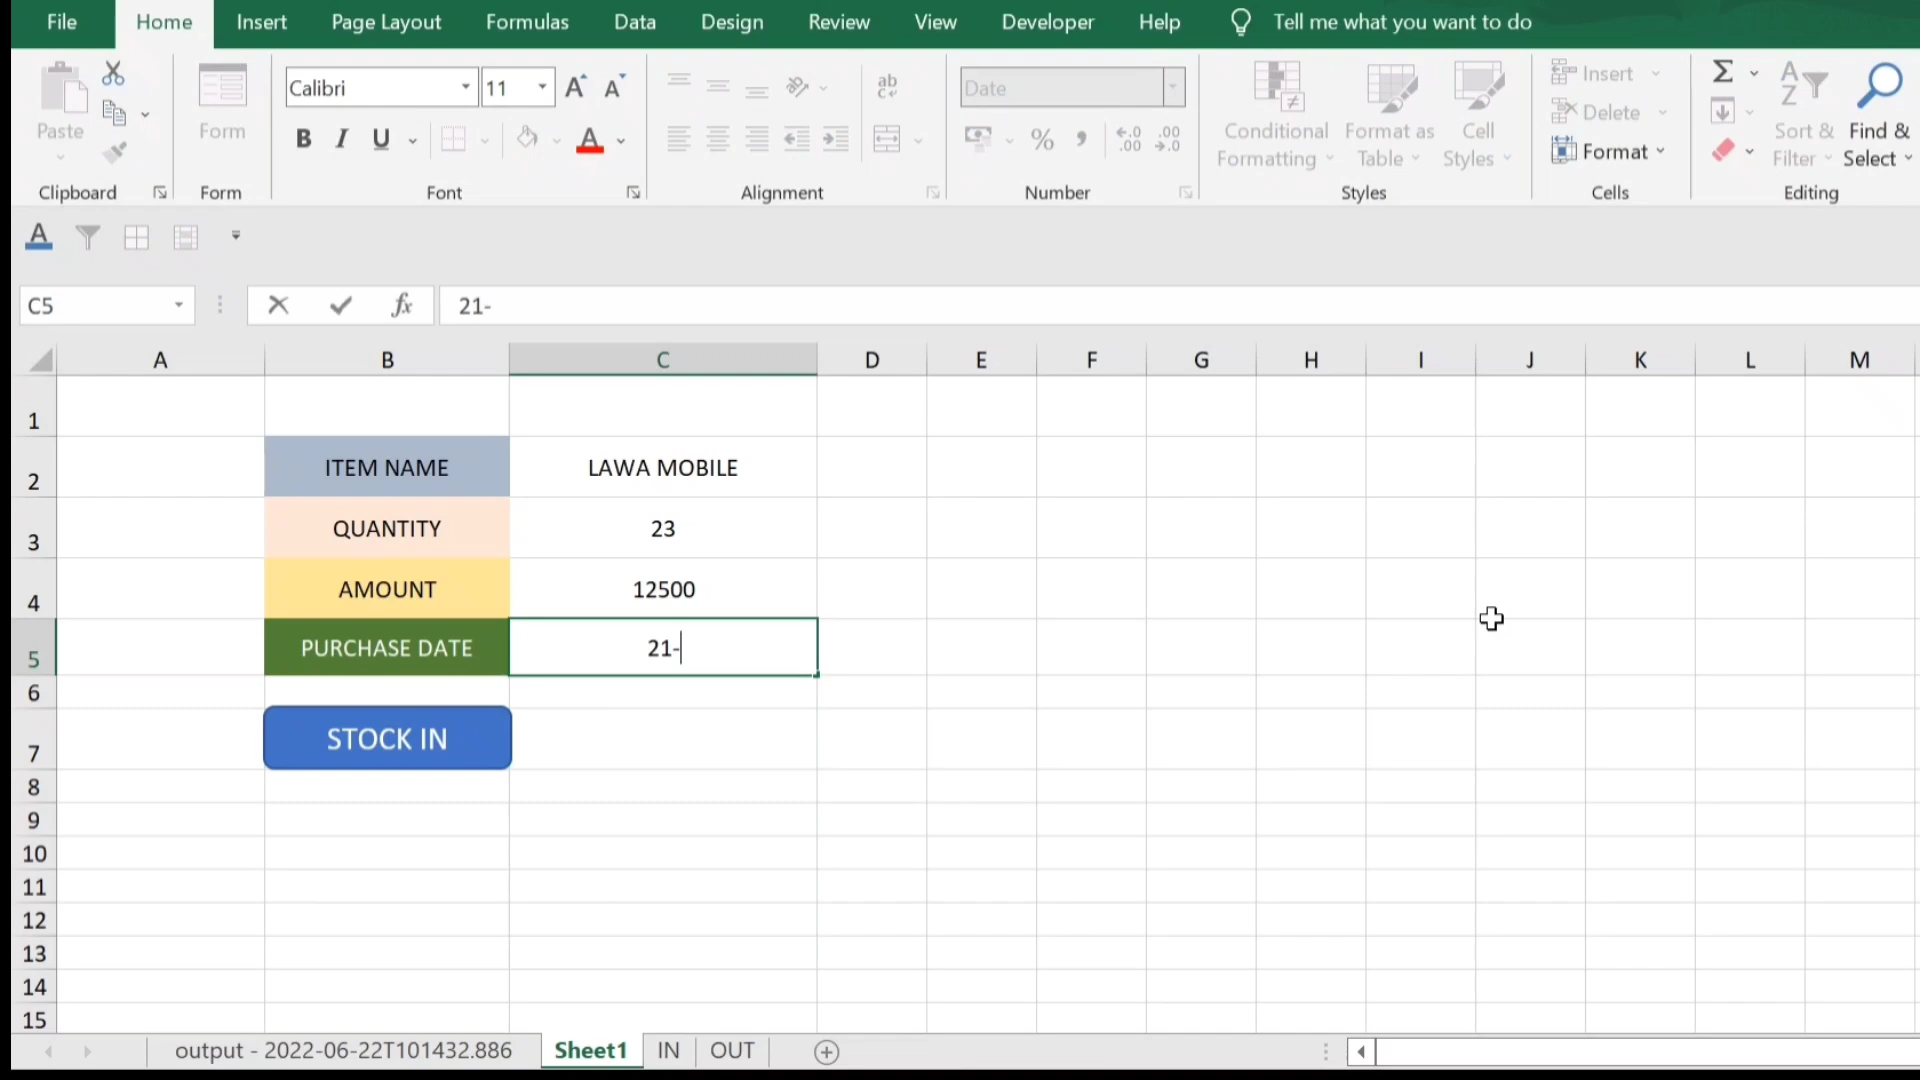 File Home Insert Page Layout Formulas Data Design Review View Developer Help Tell me what you want to do
Calibri 11 A A ab Date Σ A Z
Paste Form B I U A % , Conditional Formatting Format as Table Cell Styles Insert Delete Format Sort & Filter Find & Select
Clipboard Form Font Alignment Number Styles Cells Editing
A
C5 fx 21-
A B C D E F G H I J K L M
1
2 ITEM NAME LAWA MOBILE
3 QUANTITY 23
4 AMOUNT 12500
5 PURCHASE DATE 21-
6
7 STOCK IN
8
9
10
11
12
13
14
15
output - 2022-06-22T101432.886 Sheet1 IN OUT